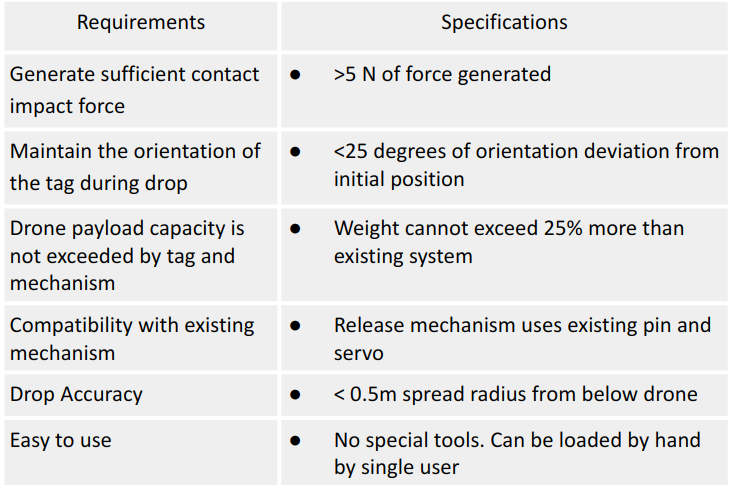 Requirements
Specifications
Generate sufficient contact
impact force
● >5 N of force generated
Maintain the orientation of
the tag during drop
● <25 degrees of orientation deviation from
initial position
Drone payload capacity is
not exceeded by tag and
mechanism
● Weight cannot exceed 25% more than
existing system
Compatibility with existing
mechanism
● Release mechanism uses existing pin and
servo
Drop Accuracy
● < 0.5m spread radius from below drone
Easy to use
● No special tools. Can be loaded by hand
by single user